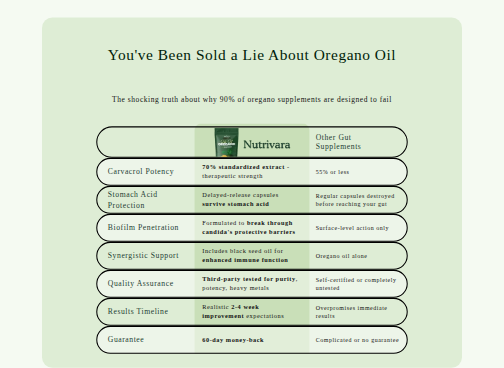 You've Been Sold a Lie About Oregano Oil
The shocking truth about why 90% of oregano supplements are designed to fail
Nutrivara
Other Gut
Supplements
Carvacrol Potency
70% standardized extract -
therapeutic strength
55% or less
Stomach Acid
Protection
Delayed-release capsules
survive stomach acid
Regular capsules destroyed
before reaching your gut
Biofilm Penetration
Formulated to break through
candida's protective barriers
Surface-level action only
Synergistic Support
Includes black seed oil for
enhanced immune function
Oregano oil alone
Quality Assurance
Third-party tested for purity,
potency, heavy metals
Self-certified or completely
untested
Results Timeline
Realistic 2-4 week
improvement expectations
Overpromises immediate
results
Guarantee
60-day money-back
Complicated or no guarantee